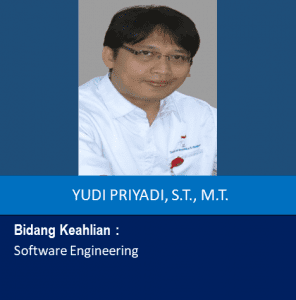 YUDI PRIYADI, S.T., M.T.
Bidang Keahlian :
Software Engineering